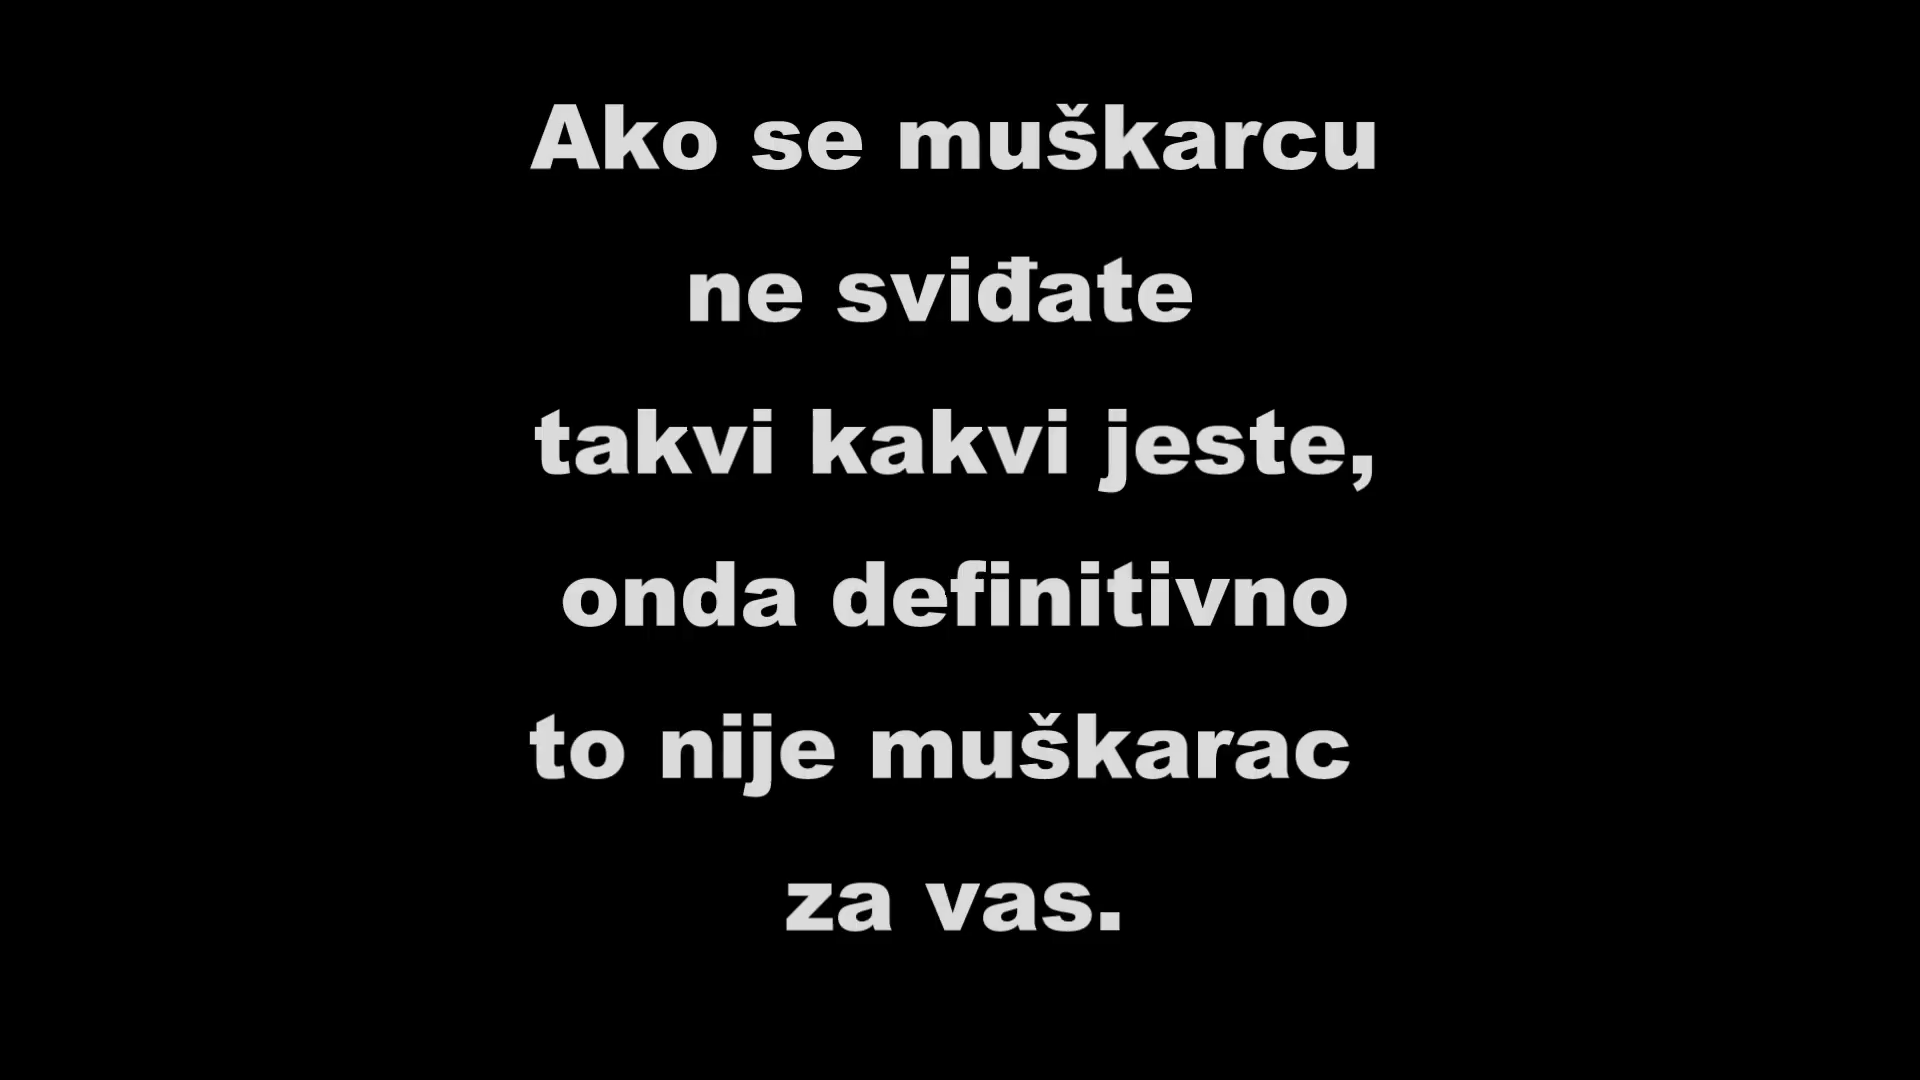 Ako se muškarcu
ne sviđate
takvi kakvi jeste,
onda definitivno
to nije muškarac
za vas.